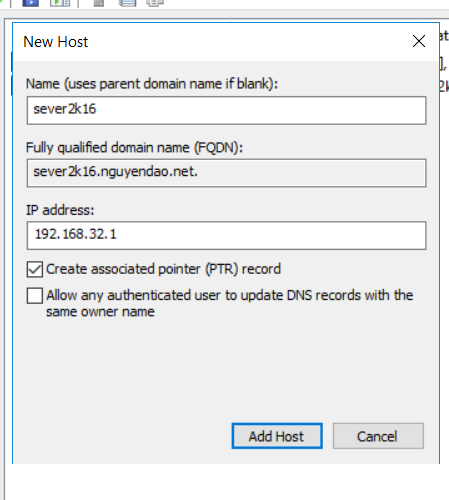 New Host
Name (uses parent domain name if blank):
sever2k16
Fully qualified domain name (FQDN):
sever2k16.nguyendao.net.
IP address:
192.168.32.1
Create associated pointer (PTR) record
Allow any authenticated user to update DNS records with the
same owner name
Add Host
Cancel